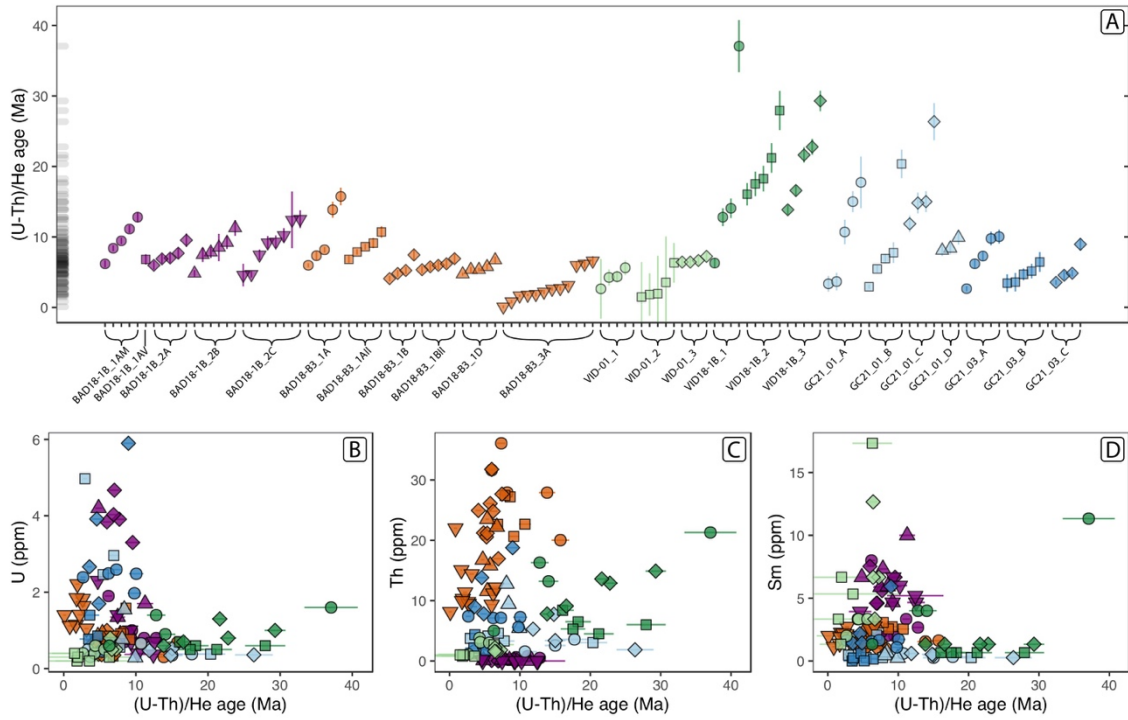 A
(U-Th)/He age (Ma)
40
30
20
10
0
BAD18-1B_1AM
BAD18-1B_1AV
BAD18-1B_2A
BAD18-1B_2B
BAD18-1B_2C
BAD18-B3_1A
BAD18-B3_1AII
BAD18-B3_1B
BAD18-B3_1BII
BAD18-B3_1D
BAD18-B3_3A
VID-01_1
VID-01_2
VID-01_3
VID18-1B_1
VID18-1B_2
VID18-1B_3
GC21_01_A
GC21_01_B
GC21_01_C
GC21_01_D
GC21_03_A
GC21_03_B
GC21_03_C
B
U (ppm)
6
4
2
0
0 10 20 30 40
(U-Th)/He age (Ma)
C
Th (ppm)
30
20
10
0
0 10 20 30 40
(U-Th)/He age (Ma)
D
Sm (ppm)
15
10
5
0
0 10 20 30 40
(U-Th)/He age (Ma)